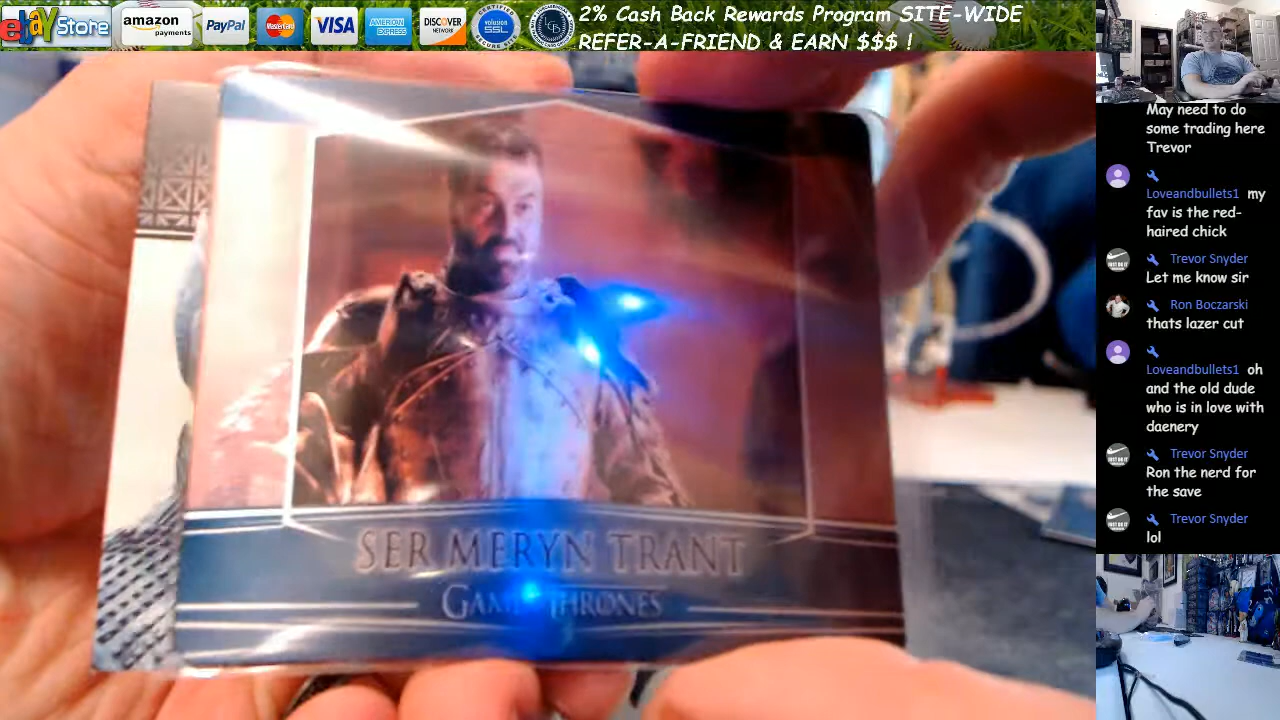 ebay Store
amazon
payments
PayPal
MasterCard
VISA
AMERICAN
EXPRESS
DISCOVER
NETWORK
volusion
SSL
2% Cash Back Rewards Program SITE-WIDE
REFER-A-FRIEND & EARN $$$ !
SER MERYN TRANT
GAME THRONES
May need to do
some trading here
Trevor
Loveandbullets1 my
fav is the red-
haired chick
Trevor Snyder
Let me know sir
Ron Boczarski
thats lazer cut
Loveandbullets1 oh
and the old dude
who is in love with
daenery
Trevor Snyder
Ron the nerd for
the save
Trevor Snyder
lol